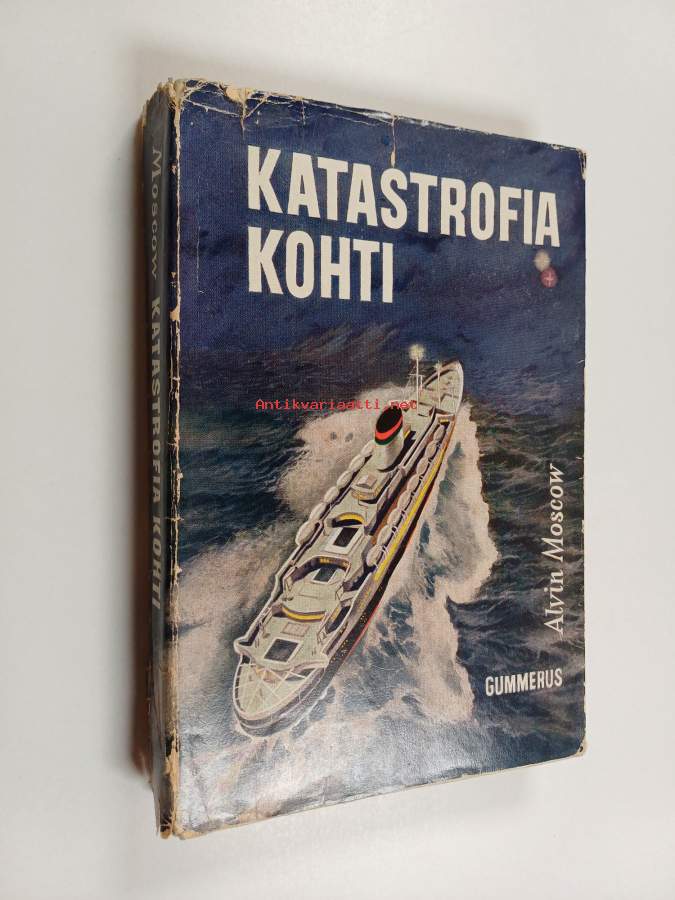 KATASTROFIA
KOHTI
Antikvariaatti.net
Alvin Moscow
GUMMERUS
Moscow KATASTROFIA KOHTI